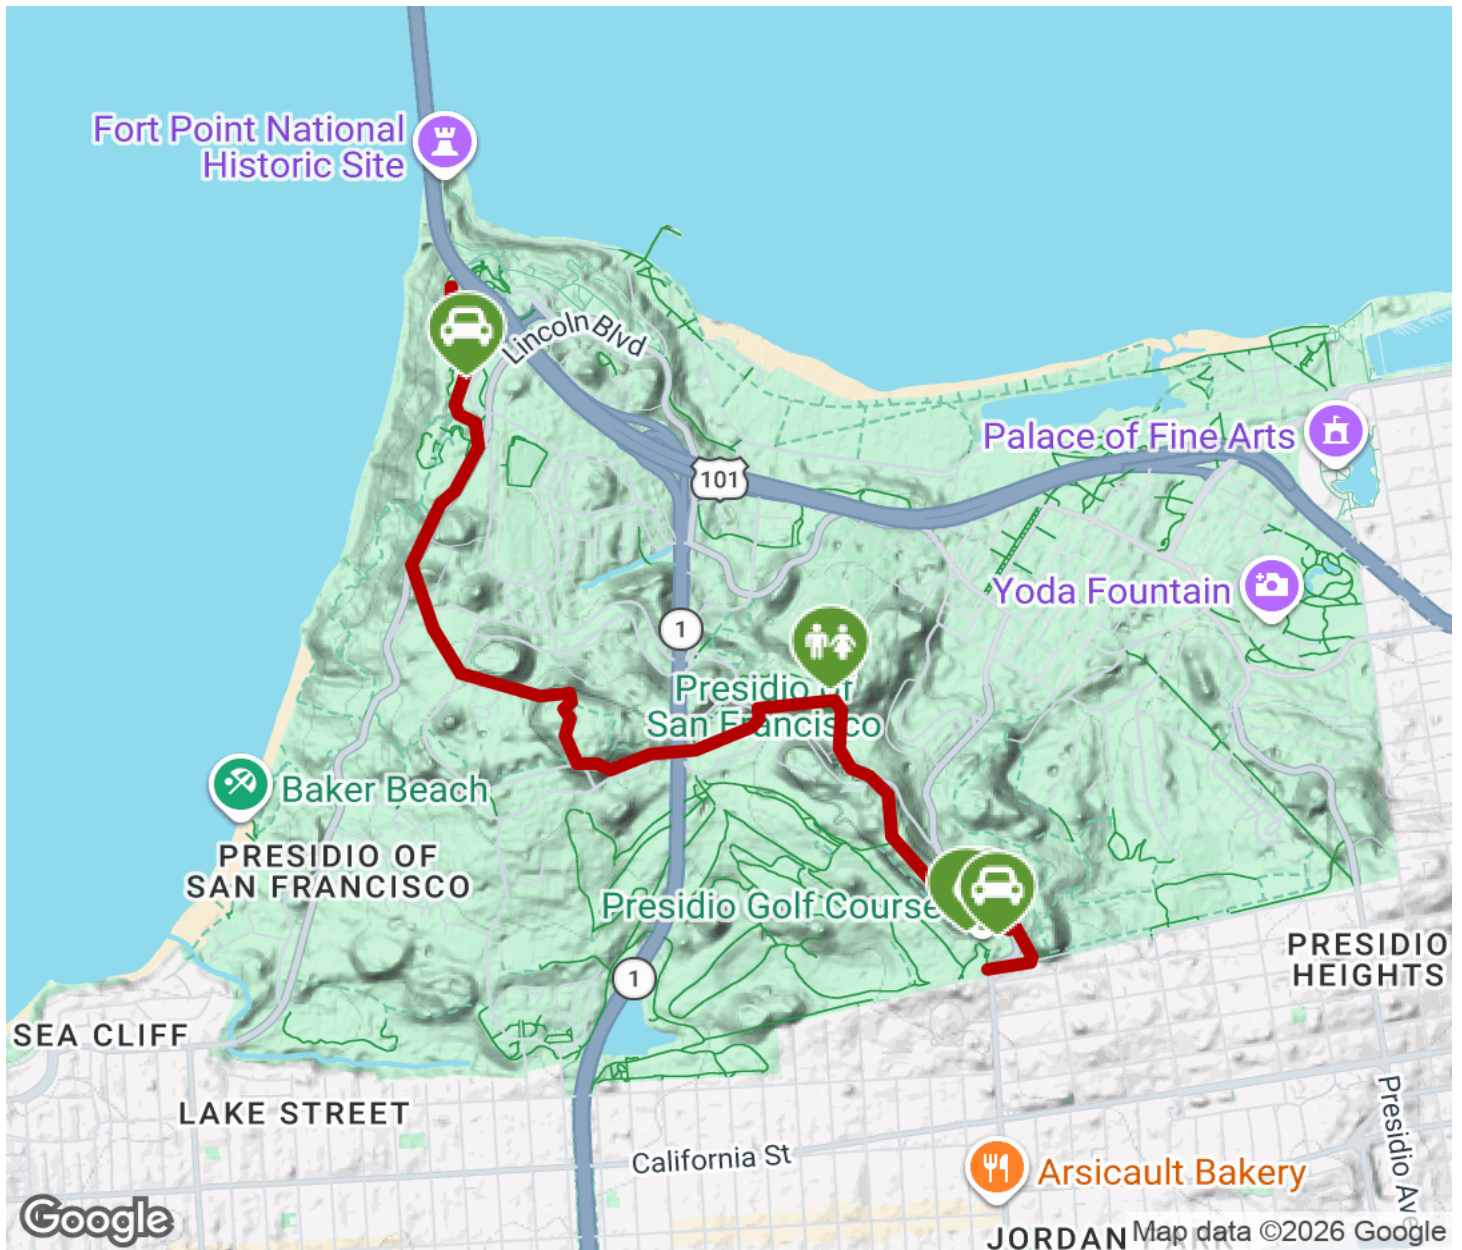 Fort Point National
Historic Site
Lincoln Blvd
101
Palace of Fine Arts
Yoda Fountain
1
Presidio of
San Francisco
Baker Beach
PRESIDIO OF
SAN FRANCISCO
Presidio Golf Course
PRESIDIO
HEIGHTS
1
SEA CLIFF
LAKE STREET
California St
Presidio Ave
Arsicault Bakery
JORDAN PARK
Google
Map data ©2026 Google